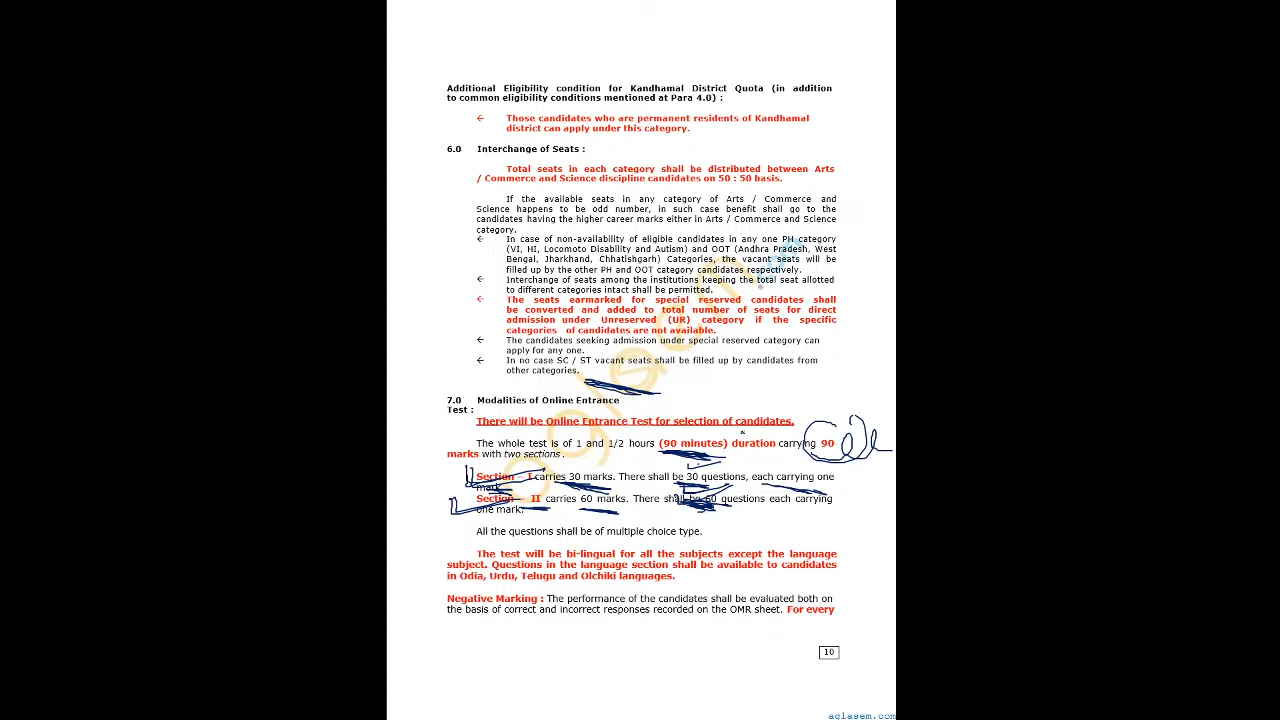 Additional Eligibility condition for Kandhamal District Quota (in addition
to common eligibility conditions mentioned at Para 4.0) :
← Those candidates who are permanent residents of Kandhamal
district can apply under this category.
6.0 Interchange of Seats :
Total seats in each category shall be distributed between Arts
/ Commerce and Science discipline candidates on 50 : 50 basis.
If the available seats in any category of Arts / Commerce and
Science happens to be odd number, in such case benefit shall go to the
candidates having the higher career marks either in Arts / Commerce and Science
category.
← In case of non-availability of eligible candidates in any one PH category
(VI, HI, Locomoto Disability and Autism) and OOT (Andhra Pradesh, West
Bengal, Jharkhand, Chhatishgarh) Categories, the vacant seats will be
filled up by the other PH and OOT category candidates respectively.
← Interchange of seats among the institutions keeping the total seat allotted
to different categories intact shall be permitted.
← The seats earmarked for special reserved candidates shall
be converted and added to total number of seats for direct
admission under Unreserved (UR) category if the specific
categories of candidates are not available.
← The candidates seeking admission under special reserved category can
apply for any one.
← In no case SC / ST vacant seats shall be filled up by candidates from
other categories.
7.0 Modalities of Online Entrance
Test :
There will be Online Entrance Test for selection of candidates.
The whole test is of 1 and 1/2 hours (90 minutes) duration carrying 90
marks with two sections.
Section – I carries 30 marks. There shall be 30 questions, each carrying one
mark.
Section – II carries 60 marks. There shall be 60 questions each carrying
one mark.
All the questions shall be of multiple choice type.
The test will be bi-lingual for all the subjects except the language
subject. Questions in the language section shall be available to candidates
in Odia, Urdu, Telugu and Olchiki languages.
Negative Marking : The performance of the candidates shall be evaluated both on
the basis of correct and incorrect responses recorded on the OMR sheet. For every
10
aglasem.com